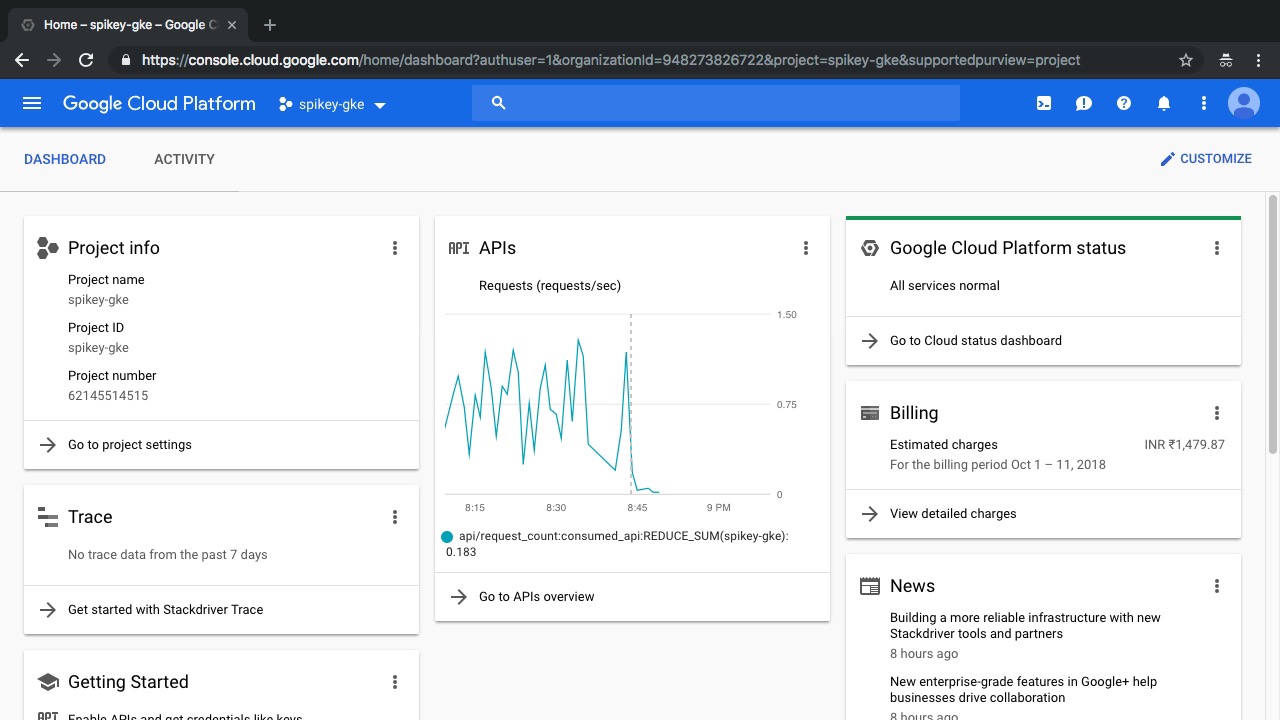 Home – spikey-gke – Google C
https://console.cloud.google.com/home/dashboard?authuser=1&organizationId=948273826722&project=spikey-gke&supportedpurview=project
Google Cloud Platform
spikey-gke
DASHBOARD
ACTIVITY
CUSTOMIZE
Project info
Project name
spikey-gke
Project ID
spikey-gke
Project number
62145514515
Go to project settings
Trace
No trace data from the past 7 days
Get started with Stackdriver Trace
Getting Started
API Enable APIs and get credentials like keys
API APIs
Requests (requests/sec)
1.50
0.75
0
8:15 8:30 8:45 9 PM
api/request_count:consumed_api:REDUCE_SUM(spikey-gke):
0.183
Go to APIs overview
Google Cloud Platform status
All services normal
Go to Cloud status dashboard
Billing
Estimated charges INR ₹1,479.87
For the billing period Oct 1 – 11, 2018
View detailed charges
News
Building a more reliable infrastructure with new
Stackdriver tools and partners
8 hours ago
New enterprise-grade features in Google+ help
businesses drive collaboration
8 hours ago